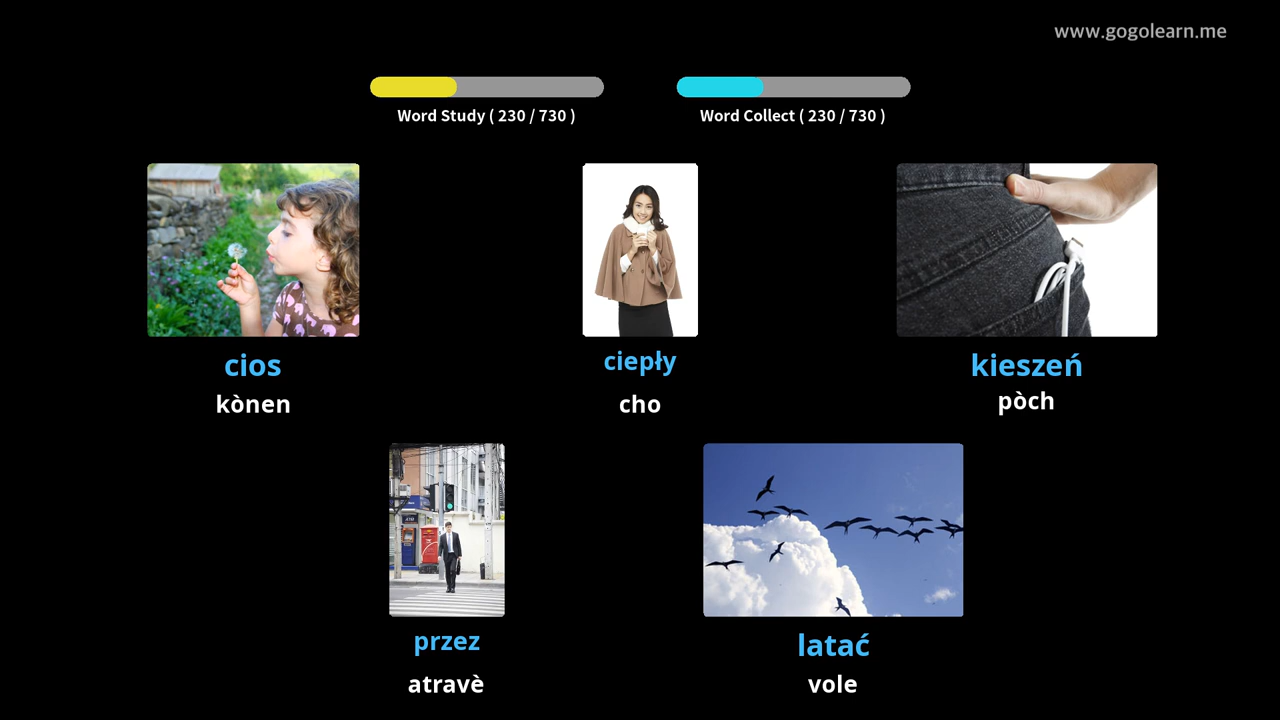 www.gogolearn.me
Word Study ( 230 / 730 )
Word Collect ( 230 / 730 )
cios
kònen
ciepły
cho
kieszeń
pòch
przez
atravè
latać
vole